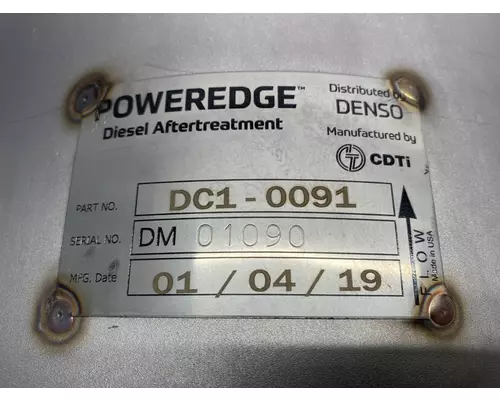 POWEREDGE™
Diesel Aftertreatment
Distributed by
DENSO
Manufactured by
CDTi
PART NO. DC1-0091
SERIAL NO. DM 01090
MFG. Date 01 / 04 / 19
FLOW
Made in USA